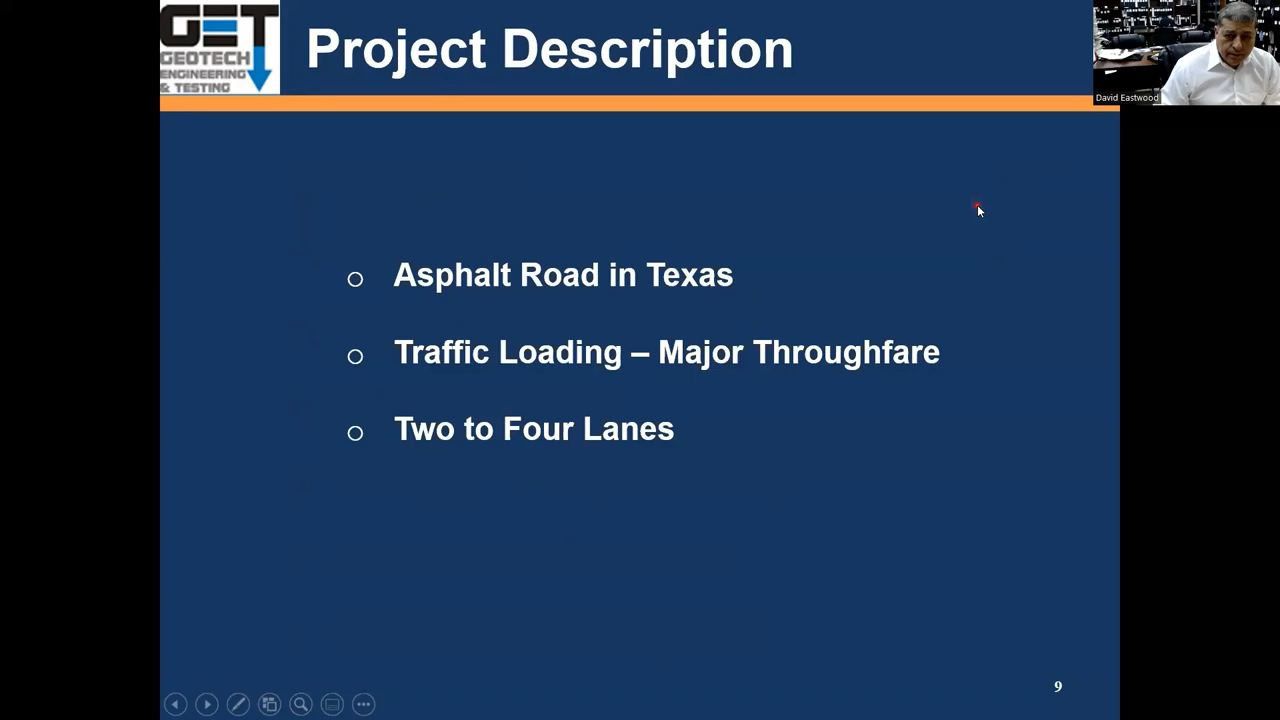 GET
GEOTECH
ENGINEERING
& TESTING
Project Description
David Eastwood
Asphalt Road in Texas
Traffic Loading – Major Throughfare
Two to Four Lanes
9